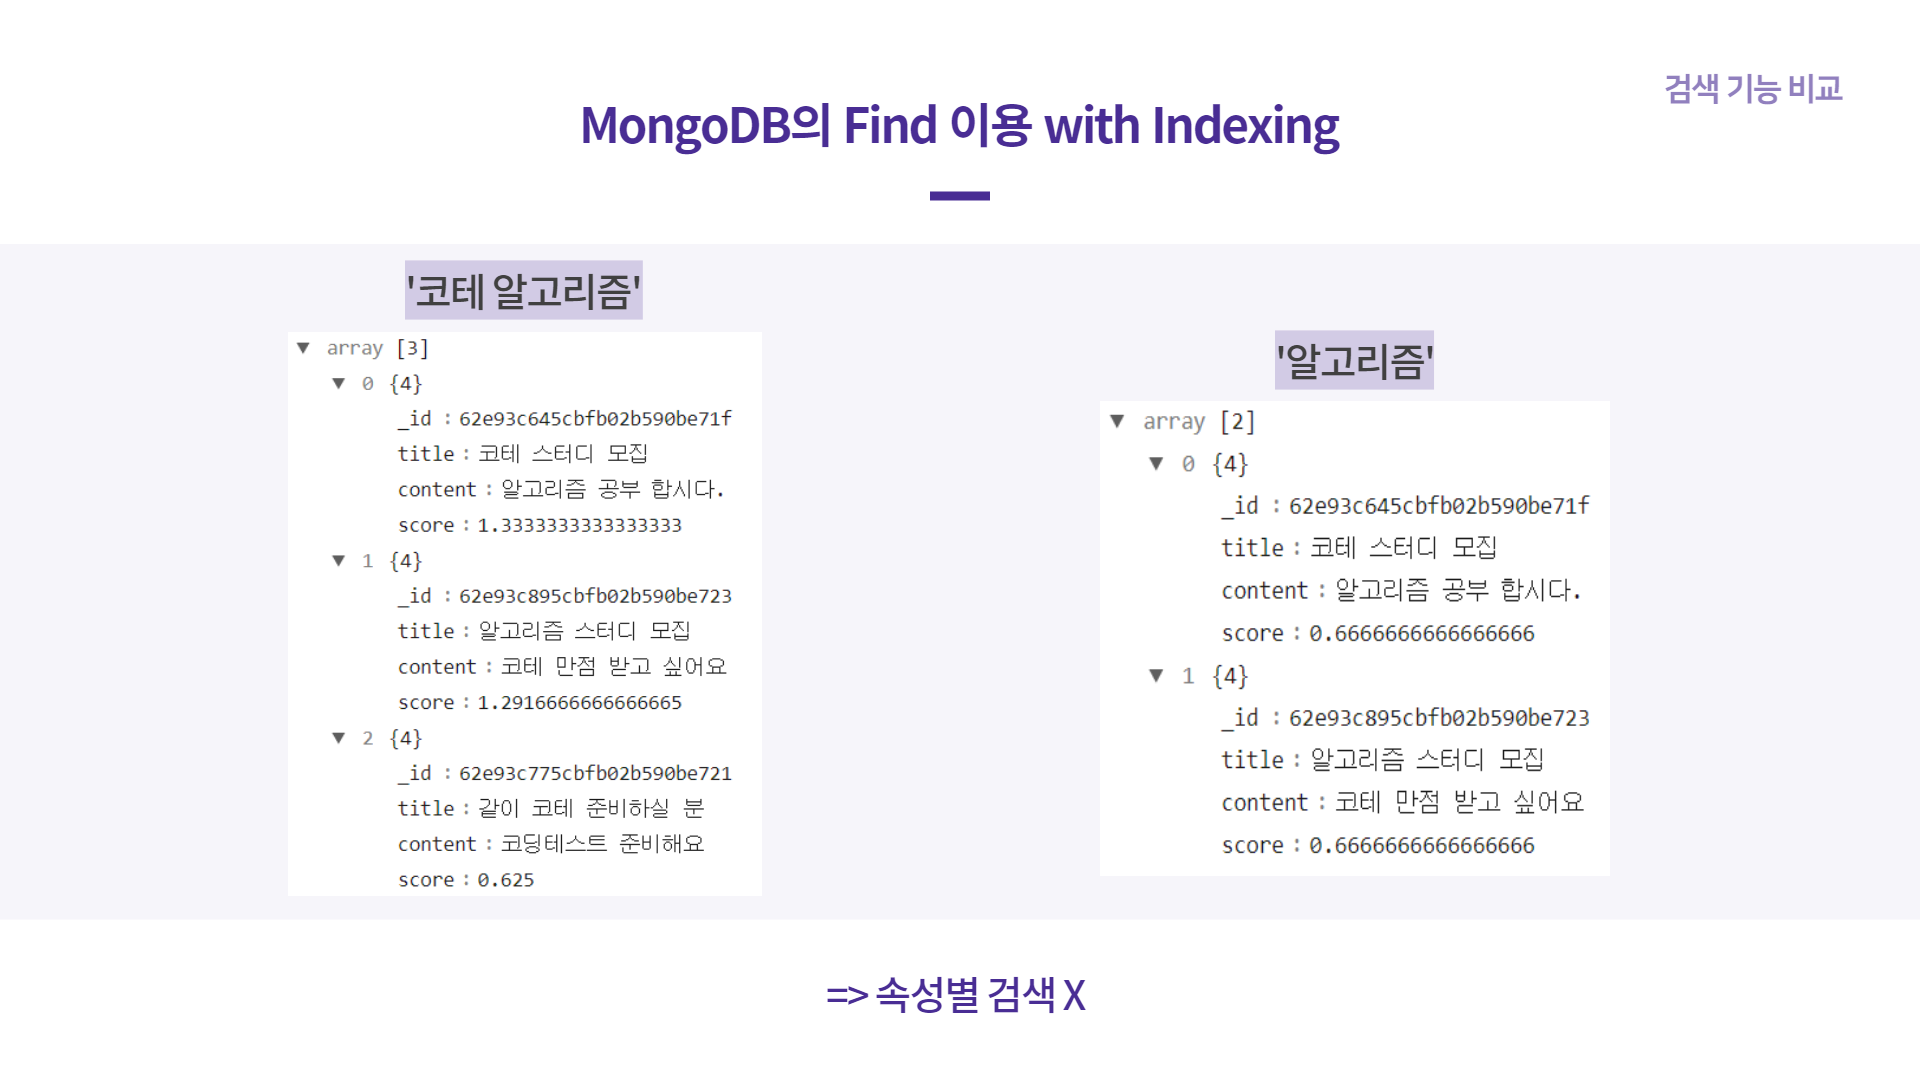 검색 기능 비교
MongoDB의 Find 이용 with Indexing
'코테 알고리즘'
▼ array [3]
▼ 0 {4}
_id : 62e93c645cbfb02b590be71f
title : 코테 스터디 모집
content : 알고리즘 공부 합시다.
score : 1.3333333333333333
▼ 1 {4}
_id : 62e93c895cbfb02b590be723
title : 알고리즘 스터디 모집
content : 코테 만점 받고 싶어요
score : 1.2916666666666665
▼ 2 {4}
_id : 62e93c775cbfb02b590be721
title : 같이 코테 준비하실 분
content : 코딩테스트 준비해요
score : 0.625
'알고리즘'
▼ array [2]
▼ 0 {4}
_id : 62e93c645cbfb02b590be71f
title : 코테 스터디 모집
content : 알고리즘 공부 합시다.
score : 0.6666666666666666
▼ 1 {4}
_id : 62e93c895cbfb02b590be723
title : 알고리즘 스터디 모집
content : 코테 만점 받고 싶어요
score : 0.6666666666666666
=> 속성별 검색 X